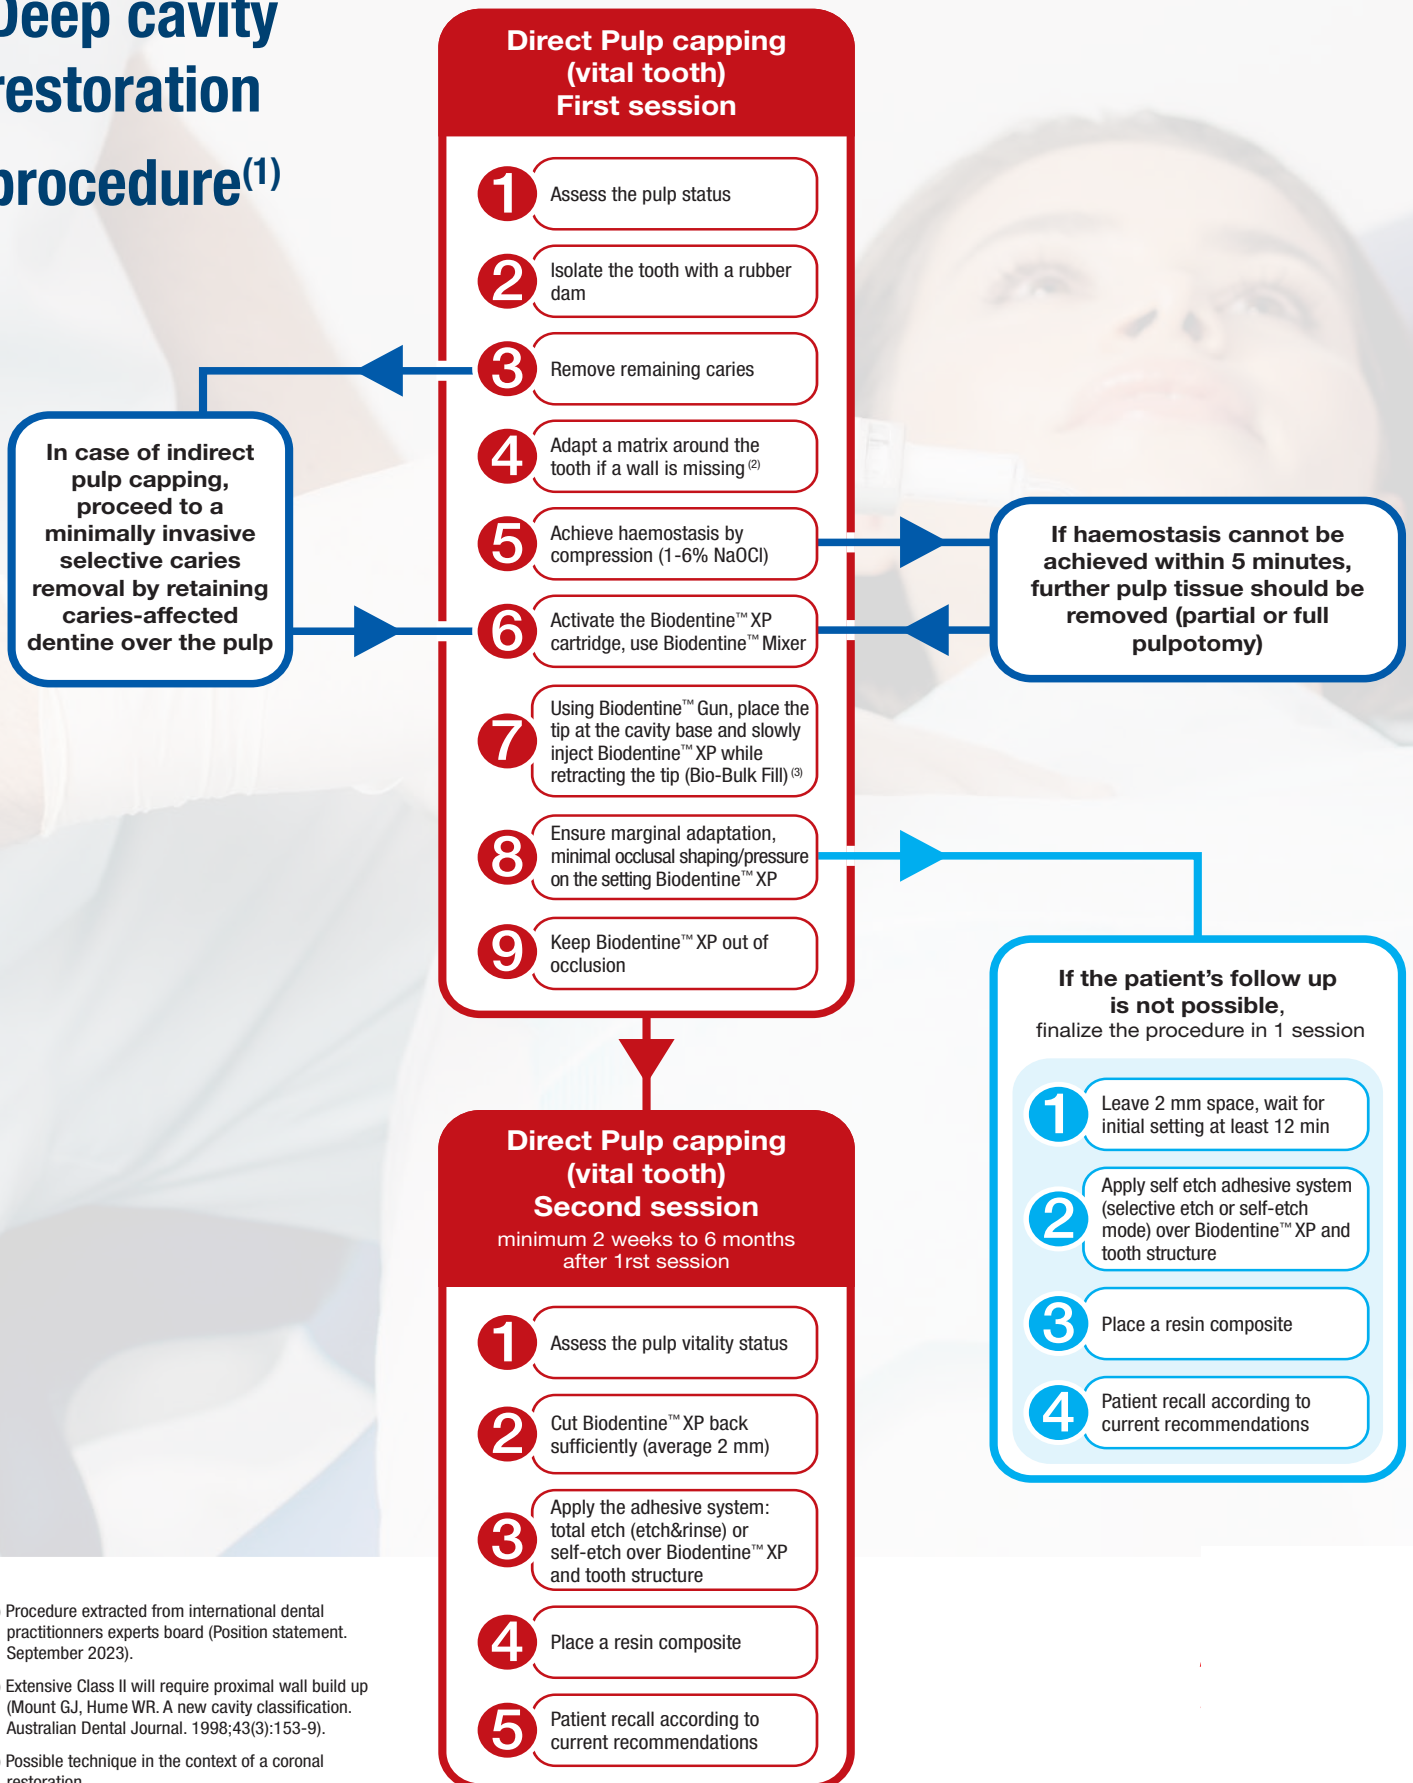 Deep cavity
restoration
procedure(1)
Direct Pulp capping
(vital tooth)
First session
1
Assess the pulp status
2
Isolate the tooth with a rubber
dam
3
Remove remaining caries
4
Adapt a matrix around the
tooth if a wall is missing (2)
5
Achieve haemostasis by
compression (1-6% NaOCl)
6
Activate the Biodentine™ XP
cartridge, use Biodentine™ Mixer
7
Using Biodentine™ Gun, place the
tip at the cavity base and slowly
inject Biodentine™ XP while
retracting the tip (Bio-Bulk Fill) (3)
8
Ensure marginal adaptation,
minimal occlusal shaping/pressure
on the setting Biodentine™ XP
9
Keep Biodentine™ XP out of
occlusion
In case of indirect
pulp capping,
proceed to a
minimally invasive
selective caries
removal by retaining
caries-affected
dentine over the pulp
If haemostasis cannot be
achieved within 5 minutes,
further pulp tissue should be
removed (partial or full
pulpotomy)
If the patient's follow up
is not possible,
finalize the procedure in 1 session
1
Leave 2 mm space, wait for
initial setting at least 12 min
2
Apply self etch adhesive system
(selective etch or self-etch
mode) over Biodentine™ XP and
tooth structure
3
Place a resin composite
4
Patient recall according to
current recommendations
Direct Pulp capping
(vital tooth)
Second session
minimum 2 weeks to 6 months
after 1rst session
1
Assess the pulp vitality status
2
Cut Biodentine™ XP back
sufficiently (average 2 mm)
3
Apply the adhesive system:
total etch (etch&rinse) or
self-etch over Biodentine™ XP
and tooth structure
4
Place a resin composite
5
Patient recall according to
current recommendations
Procedure extracted from international dental
practitionners experts board (Position statement.
September 2023).
Extensive Class II will require proximal wall build up
(Mount GJ, Hume WR. A new cavity classification.
Australian Dental Journal. 1998;43(3):153-9).
Possible technique in the context of a coronal
restoration